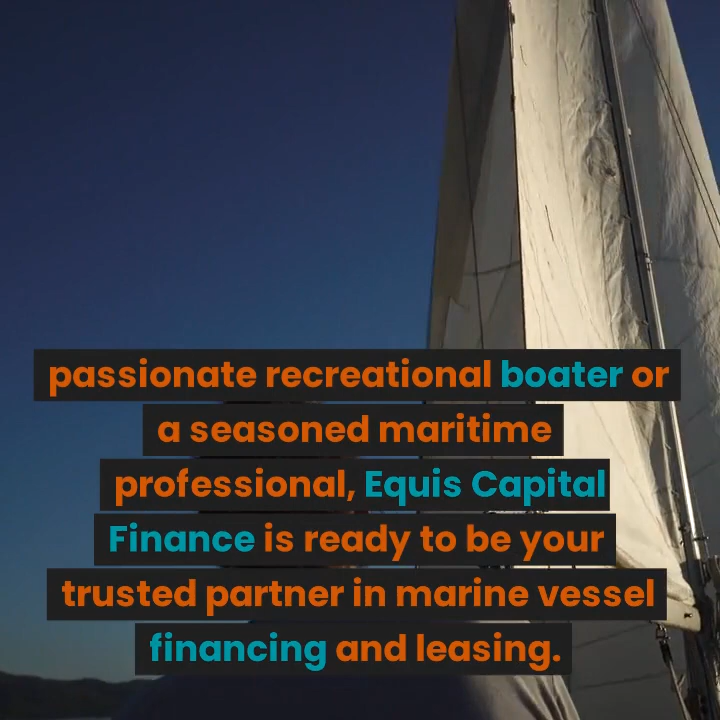 passionate recreational boater or
a seasoned maritime
professional, Equis Capital
Finance is ready to be your
trusted partner in marine vessel
financing and leasing.